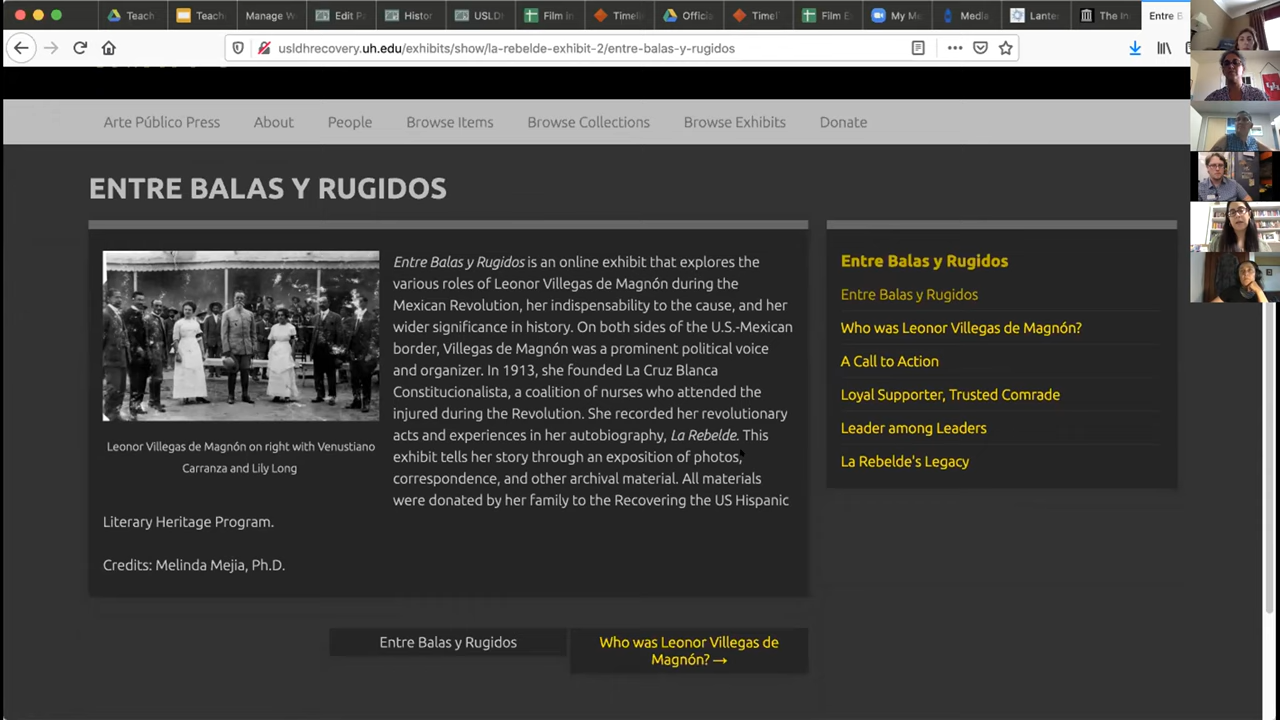 Teach
Teach
Manage W
Edit P
Histor
USLD
Film in
Timeli
Officia
Timel
Film E
My Me
Media
Lanter
The In
Entre B
usldhrecovery.uh.edu/exhibits/show/la-rebelde-exhibit-2/entre-balas-y-rugidos
Arte Público Press
About
People
Browse Items
Browse Collections
Browse Exhibits
Donate
ENTRE BALAS Y RUGIDOS
Entre Balas y Rugidos is an online exhibit that explores the
various roles of Leonor Villegas de Magnón during the
Mexican Revolution, her indispensability to the cause, and her
wider significance in history. On both sides of the U.S.-Mexican
border, Villegas de Magnón was a prominent political voice
and organizer. In 1913, she founded La Cruz Blanca
Constitucionalista, a coalition of nurses who attended the
injured during the Revolution. She recorded her revolutionary
acts and experiences in her autobiography, La Rebelde. This
exhibit tells her story through an exposition of photos,
correspondence, and other archival material. All materials
were donated by her family to the Recovering the US Hispanic
Literary Heritage Program.
Leonor Villegas de Magnón on right with Venustiano
Carranza and Lily Long
Credits: Melinda Mejia, Ph.D.
Entre Balas y Rugidos
Who was Leonor Villegas de
Magnón? →
Entre Balas y Rugidos
Entre Balas y Rugidos
Who was Leonor Villegas de Magnón?
A Call to Action
Loyal Supporter, Trusted Comrade
Leader among Leaders
La Rebelde's Legacy